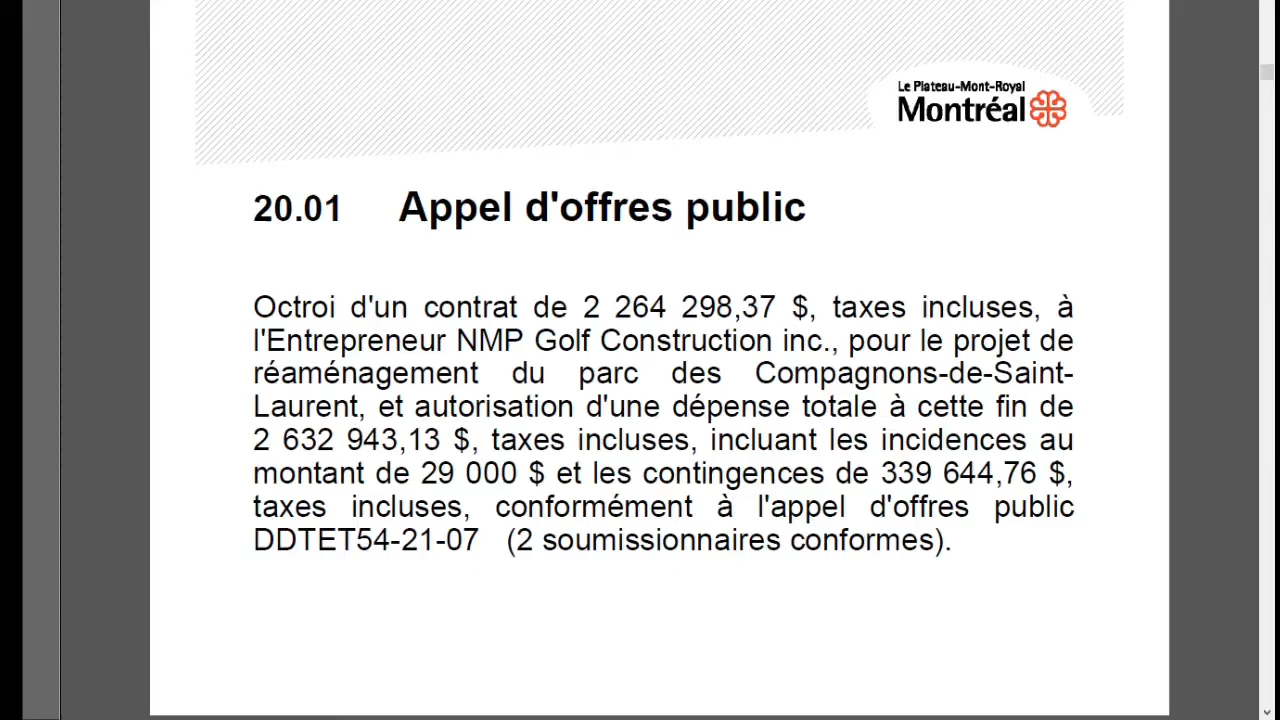 Le Plateau-Mont-Royal
Montréal
20.01 Appel d'offres public
Octroi d'un contrat de 2 264 298,37 $, taxes incluses, à
l'Entrepreneur NMP Golf Construction inc., pour le projet de
réaménagement du parc des Compagnons-de-Saint-
Laurent, et autorisation d'une dépense totale à cette fin de
2 632 943,13 $, taxes incluses, incluant les incidences au
montant de 29 000 $ et les contingences de 339 644,76 $,
taxes incluses, conformément à l'appel d'offres public
DDTET54-21-07 (2 soumissionnaires conformes).